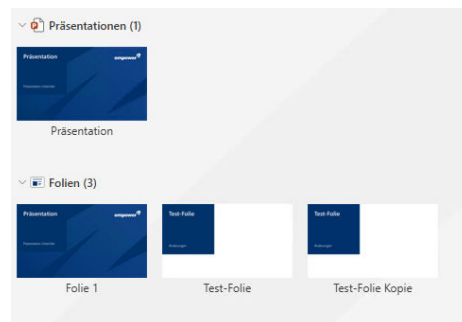 Präsentationen (1)
Präsentation
empower
Präsentation
Folien (3)
Präsentation
empower
Test-Folie
Test-Folie
Folie 1
Test-Folie
Test-Folie Kopie